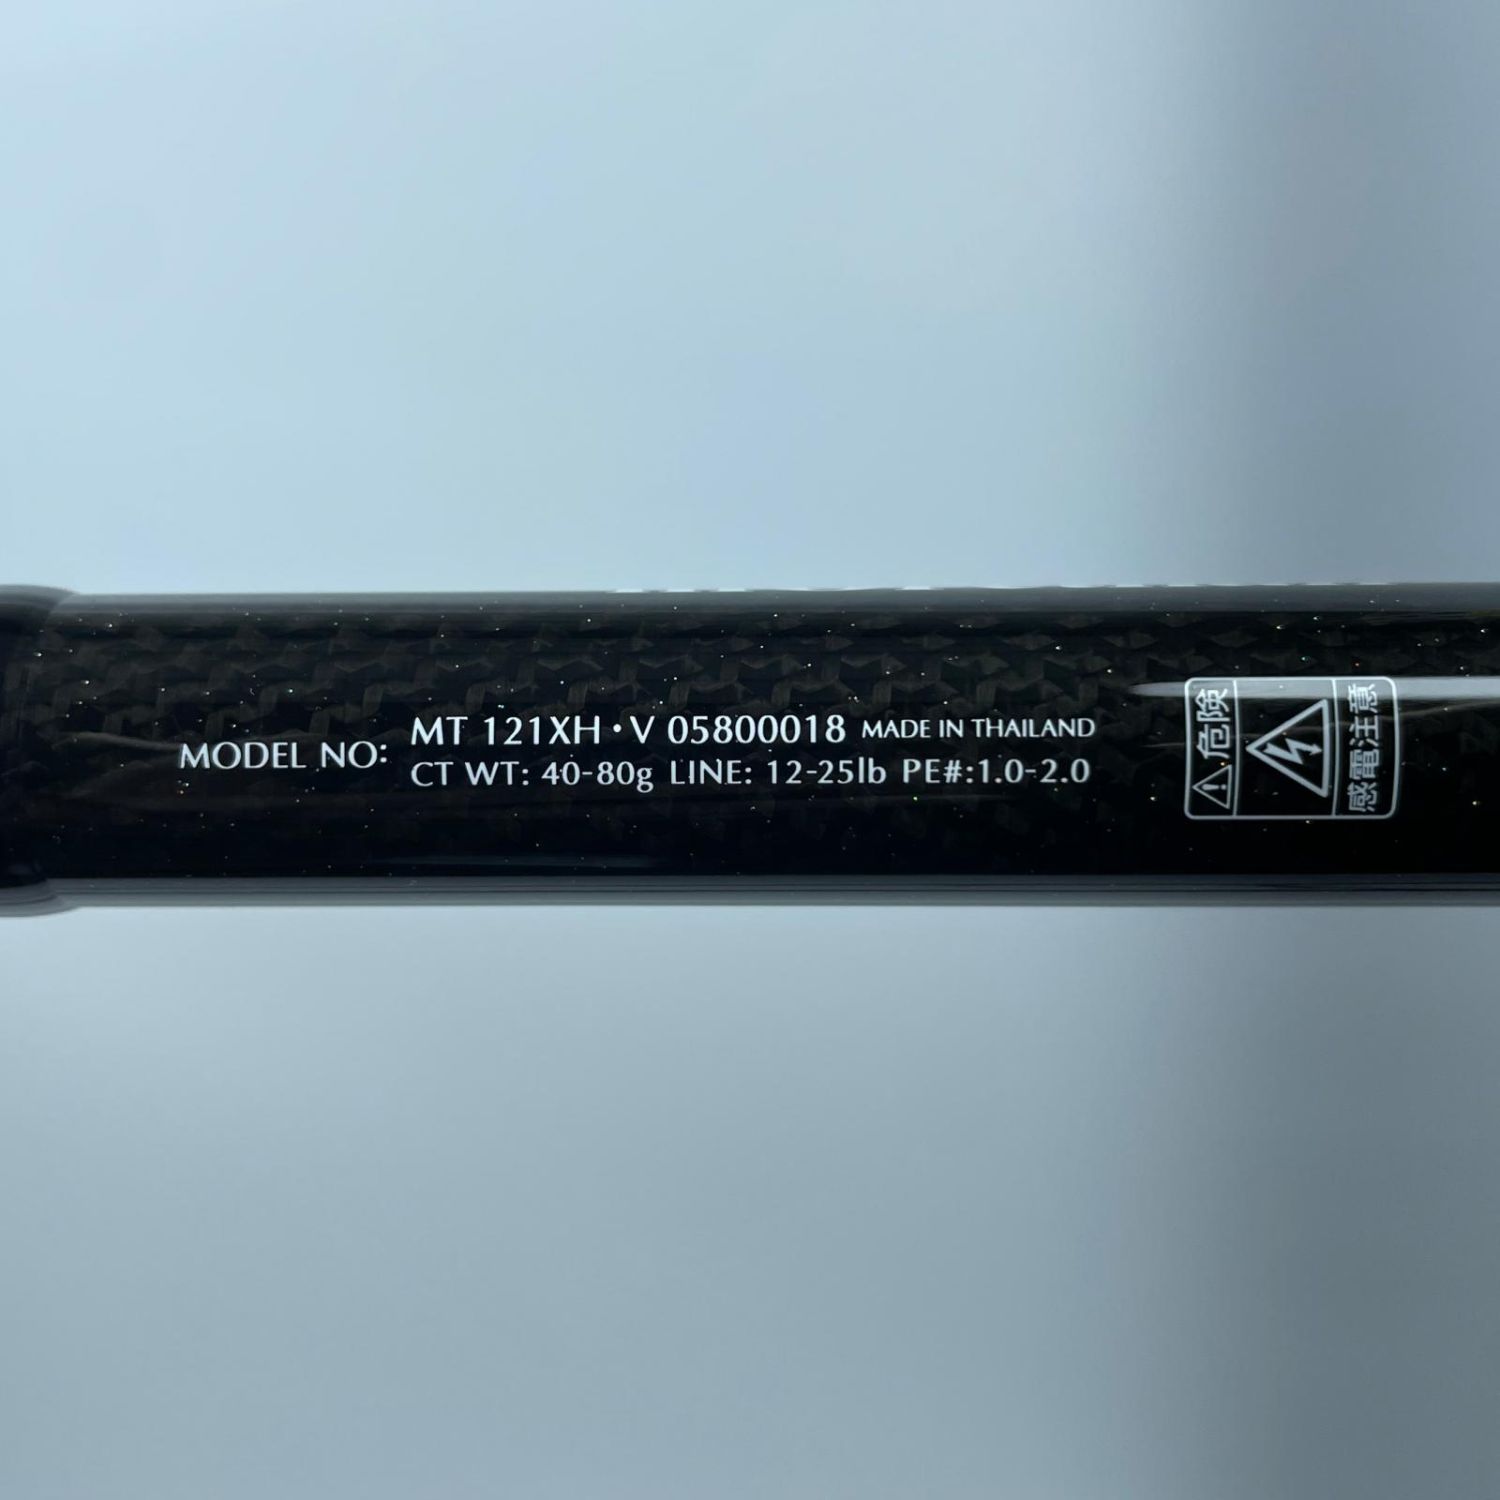 MODEL NO: MT 121XH・V 05800018 MADE IN THAILAND
CT WT: 40-80g LINE: 12-25lb PE#:1.0-2.0
危険
感電注意